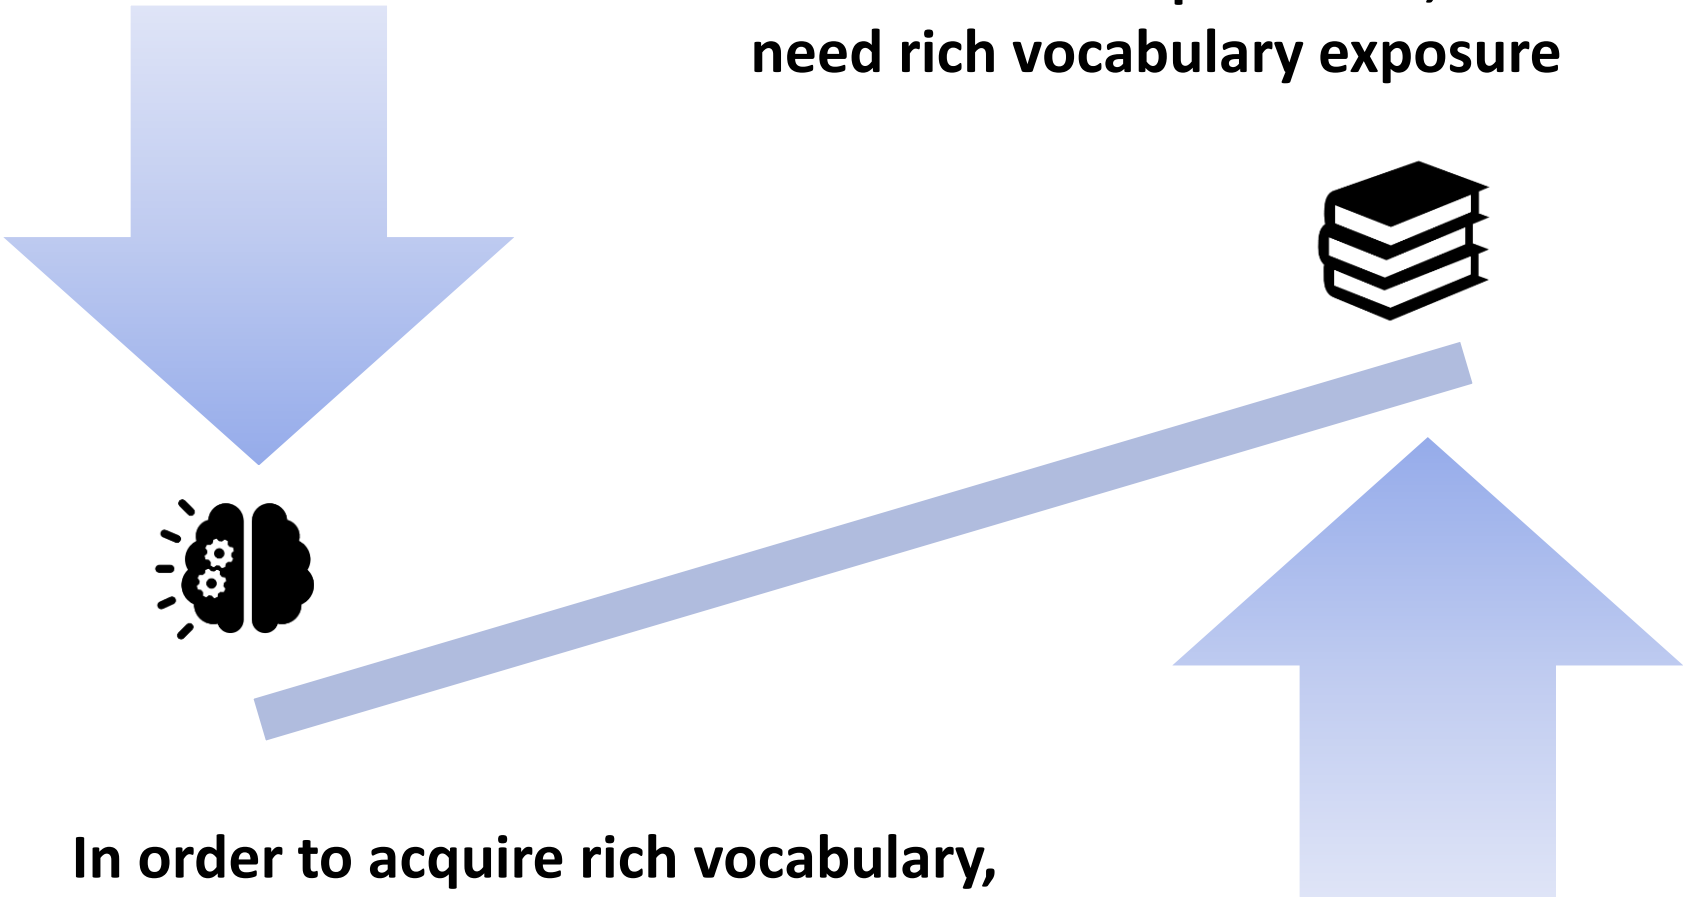 need rich vocabulary exposure
In order to acquire rich vocabulary,